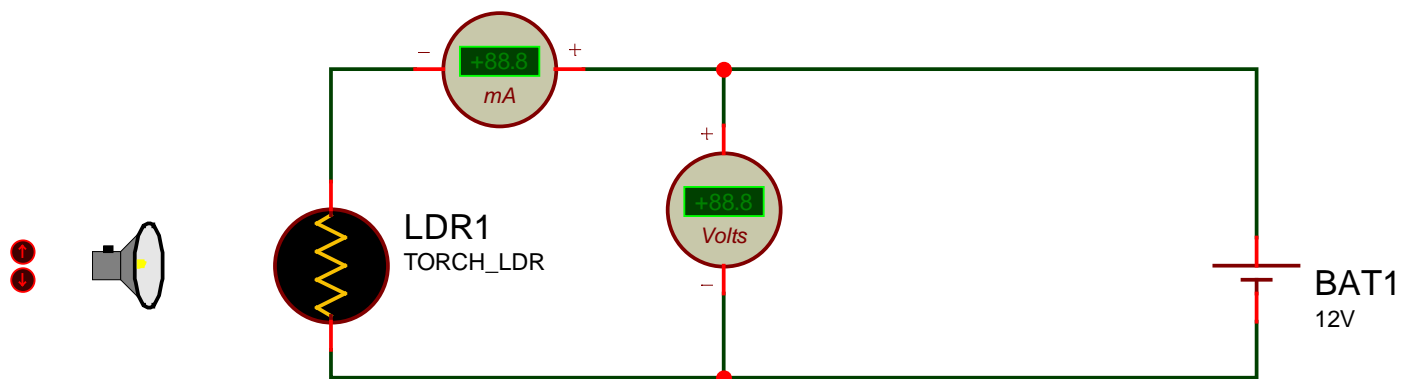 −
+88.8
mA
+
+
+88.8
Volts
−
LDR1
TORCH_LDR
BAT1
12V